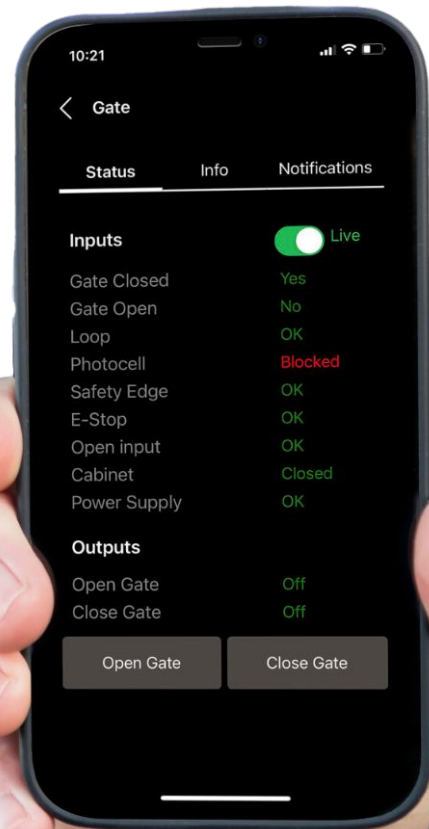 10:21
Gate
Status Info Notifications
Inputs Live
Gate Closed Yes
Gate Open No
Loop OK
Photocell Blocked
Safety Edge OK
E-Stop OK
Open input OK
Cabinet Closed
Power Supply OK
Outputs
Open Gate Off
Close Gate Off
Open Gate Close Gate